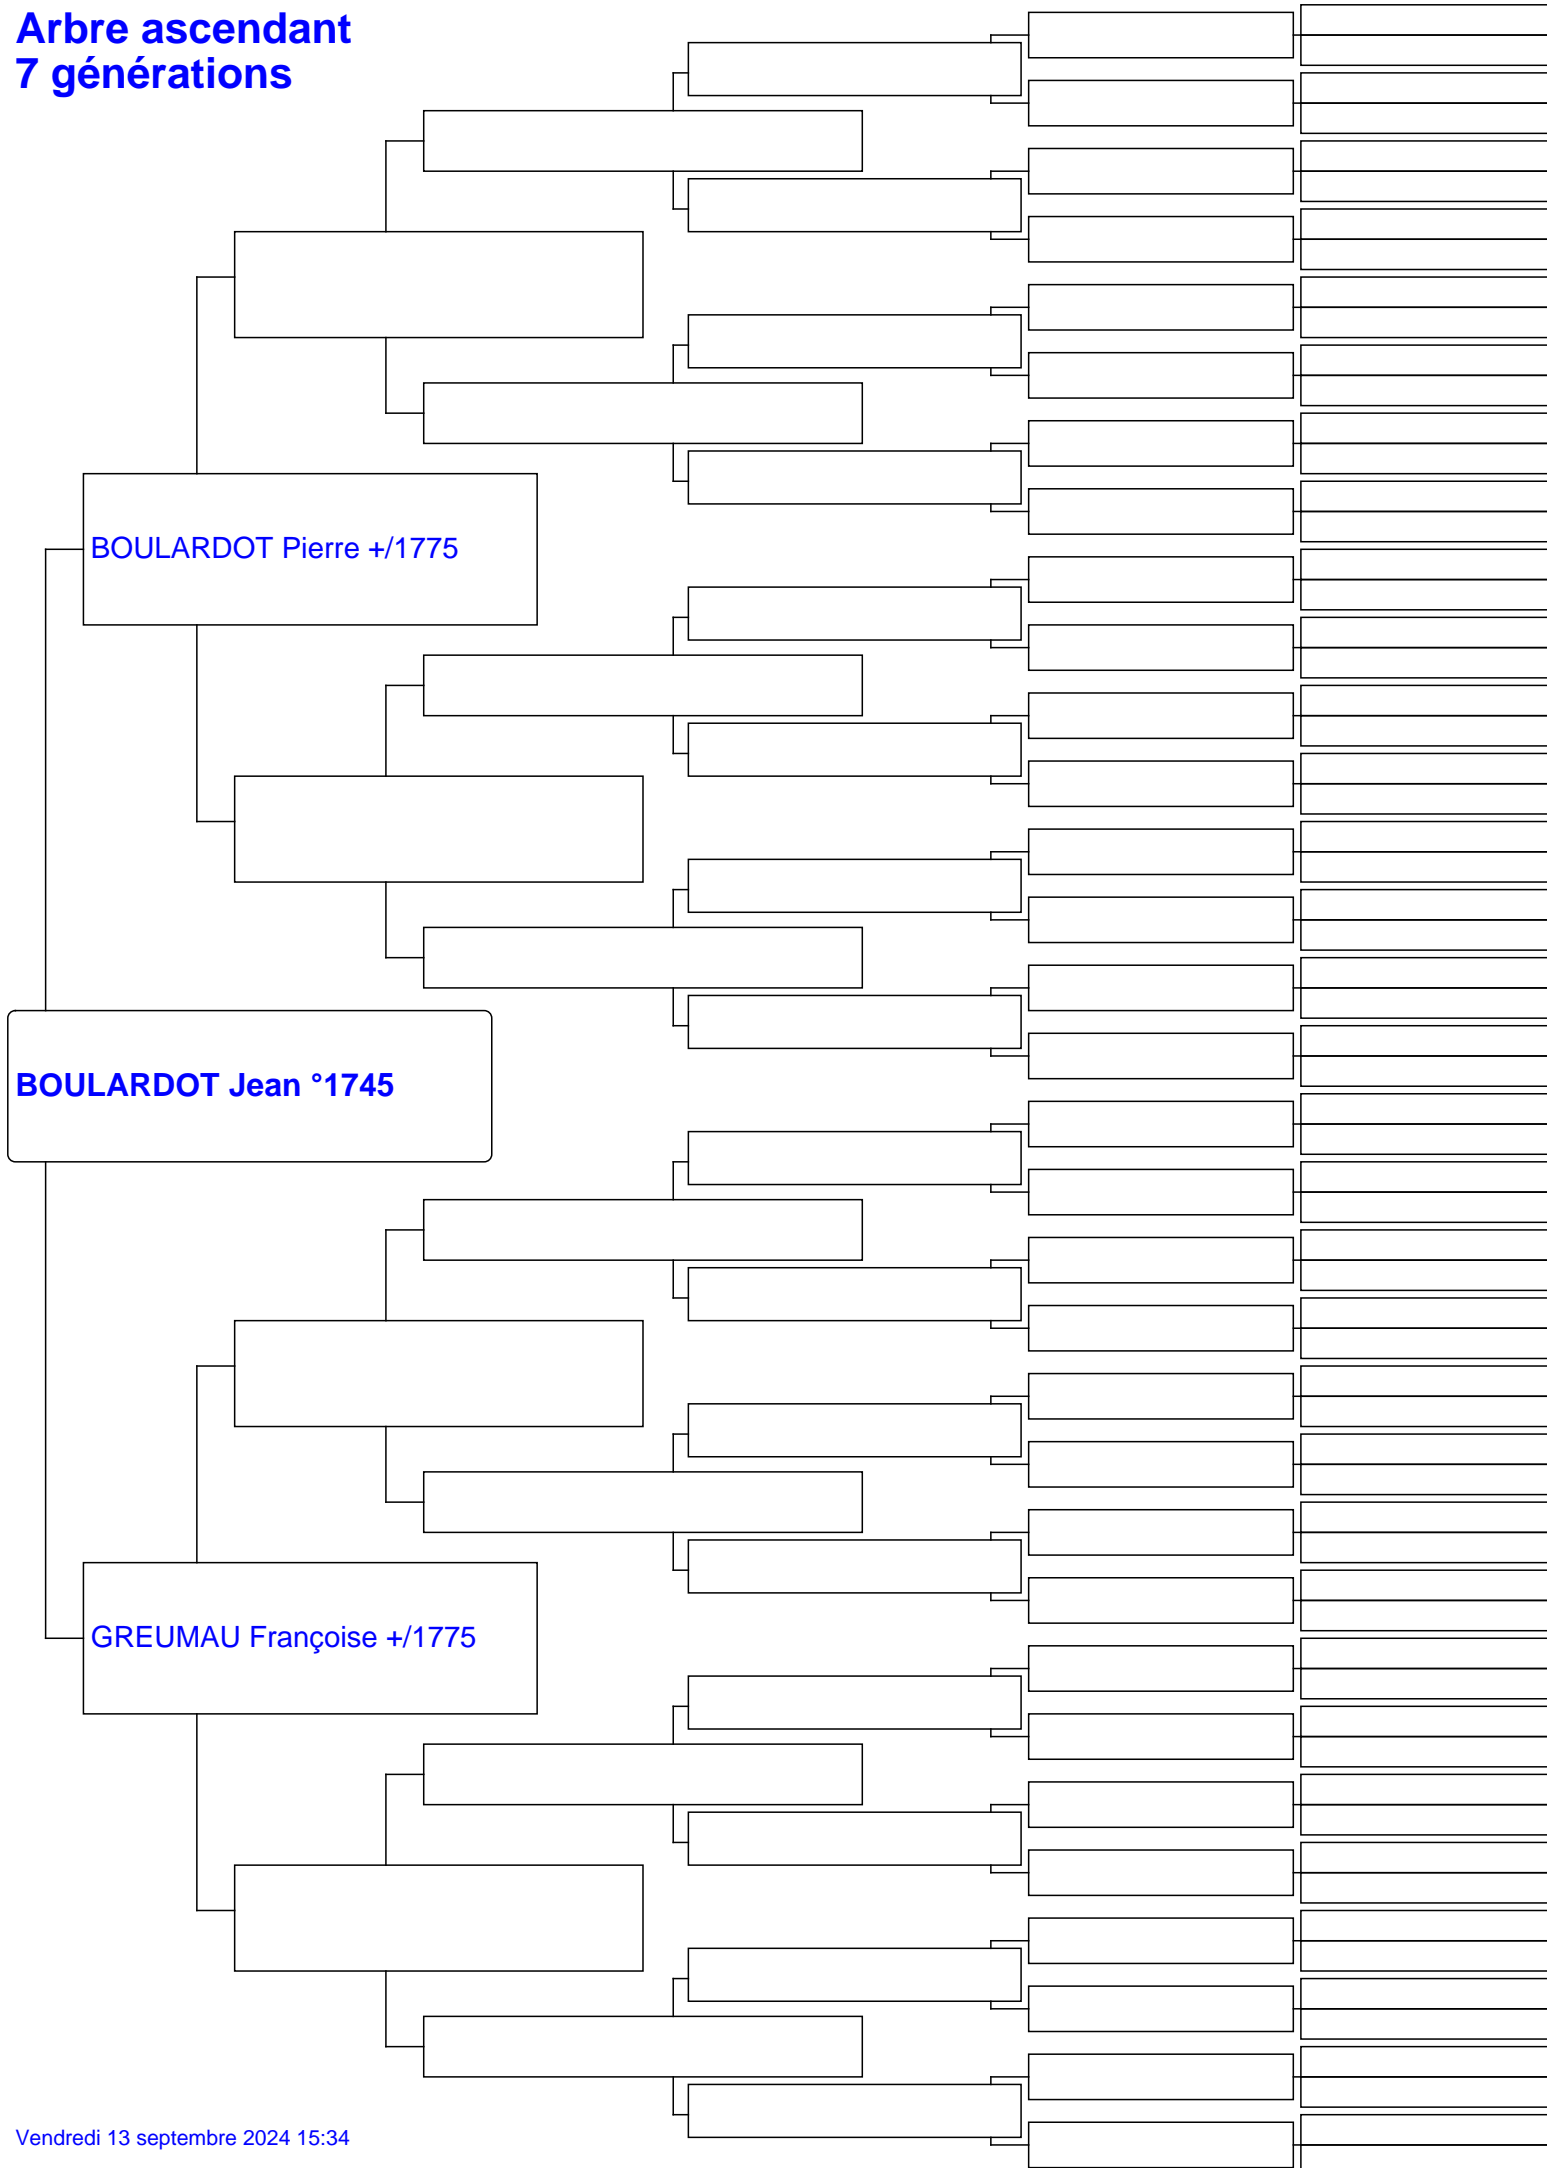 Arbre ascendant
7 générations
BOULARDOT Pierre +/1775
BOULARDOT Jean °1745
GREUMAU Françoise +/1775
Vendredi 13 septembre 2024 15:34